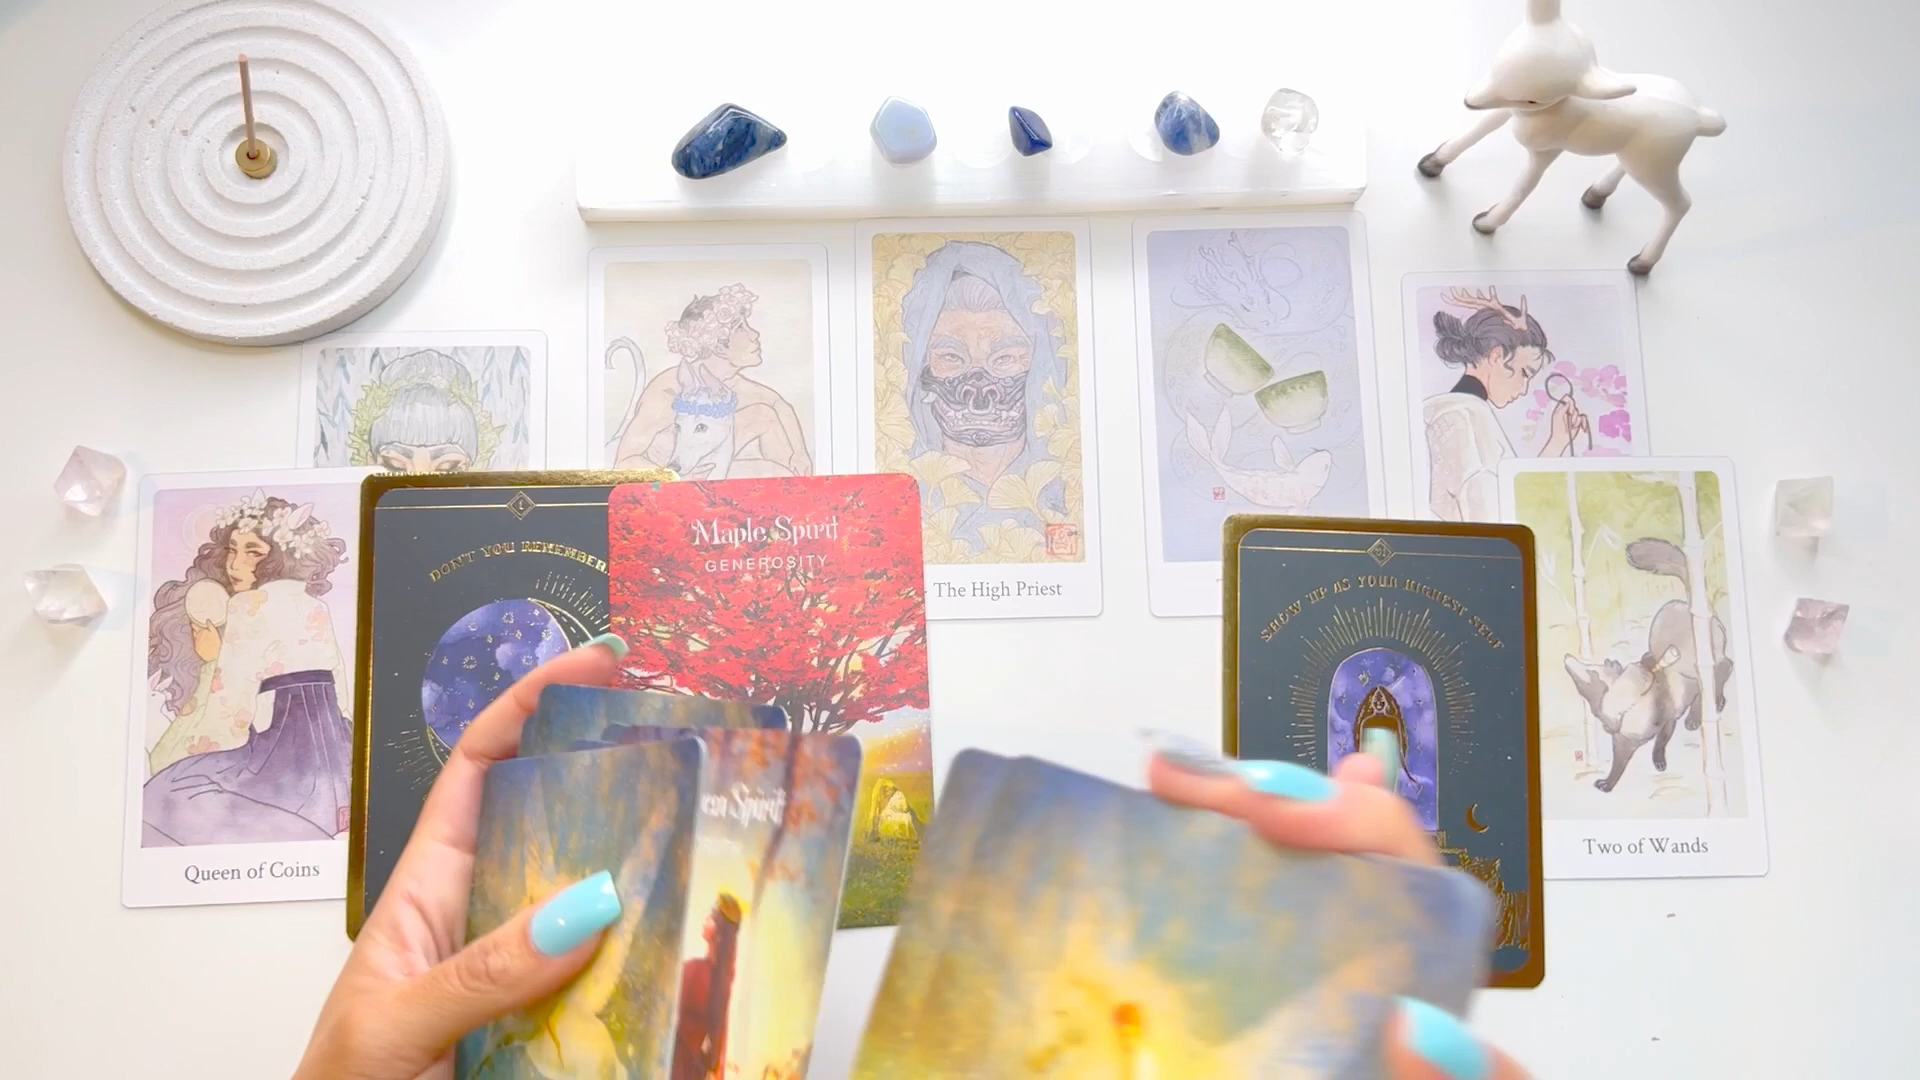 Maple Spirit
GENEROSITY
DON'T YOU REMEMBER
The High Priest
SHOW UP AS YOUR HIGHEST SELF
Spirit
Two of Wands
Queen of Coins